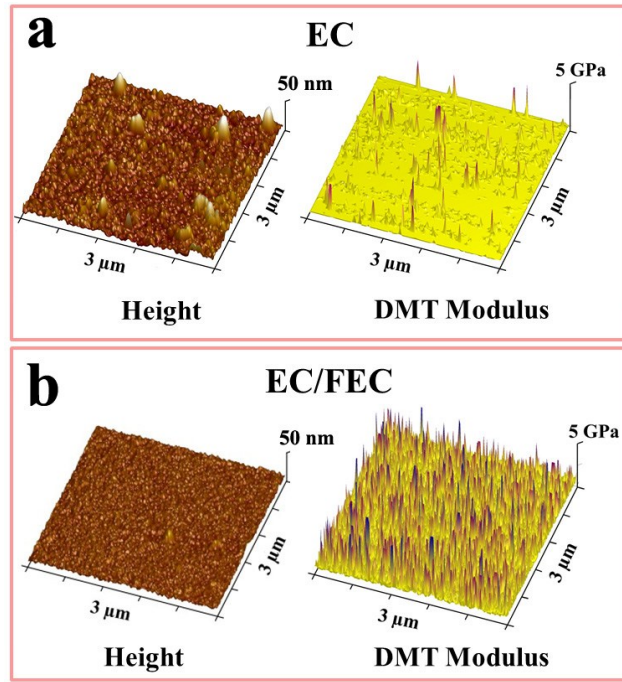 a
EC
50 nm
5 GPa
3 µm
3 µm
3 µm
3 µm
Height
DMT Modulus
b
EC/FEC
50 nm
5 GPa
3 µm
3 µm
3 µm
3 µm
Height
DMT Modulus